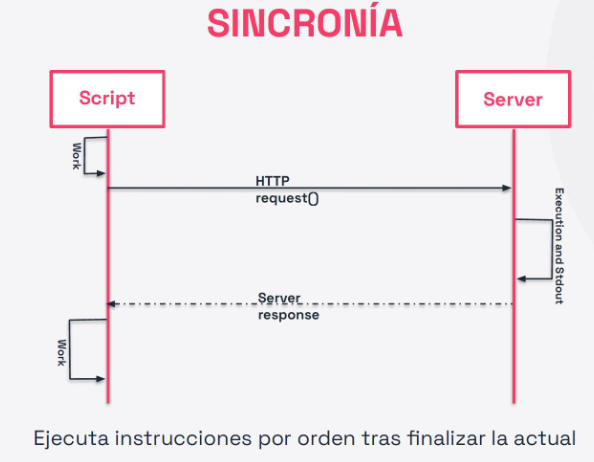 SINCRONÍA
Script
Server
Work
HTTP
request()
Execution and Stdout
Server
response
Work
Ejecuta instrucciones por orden tras finalizar la actual